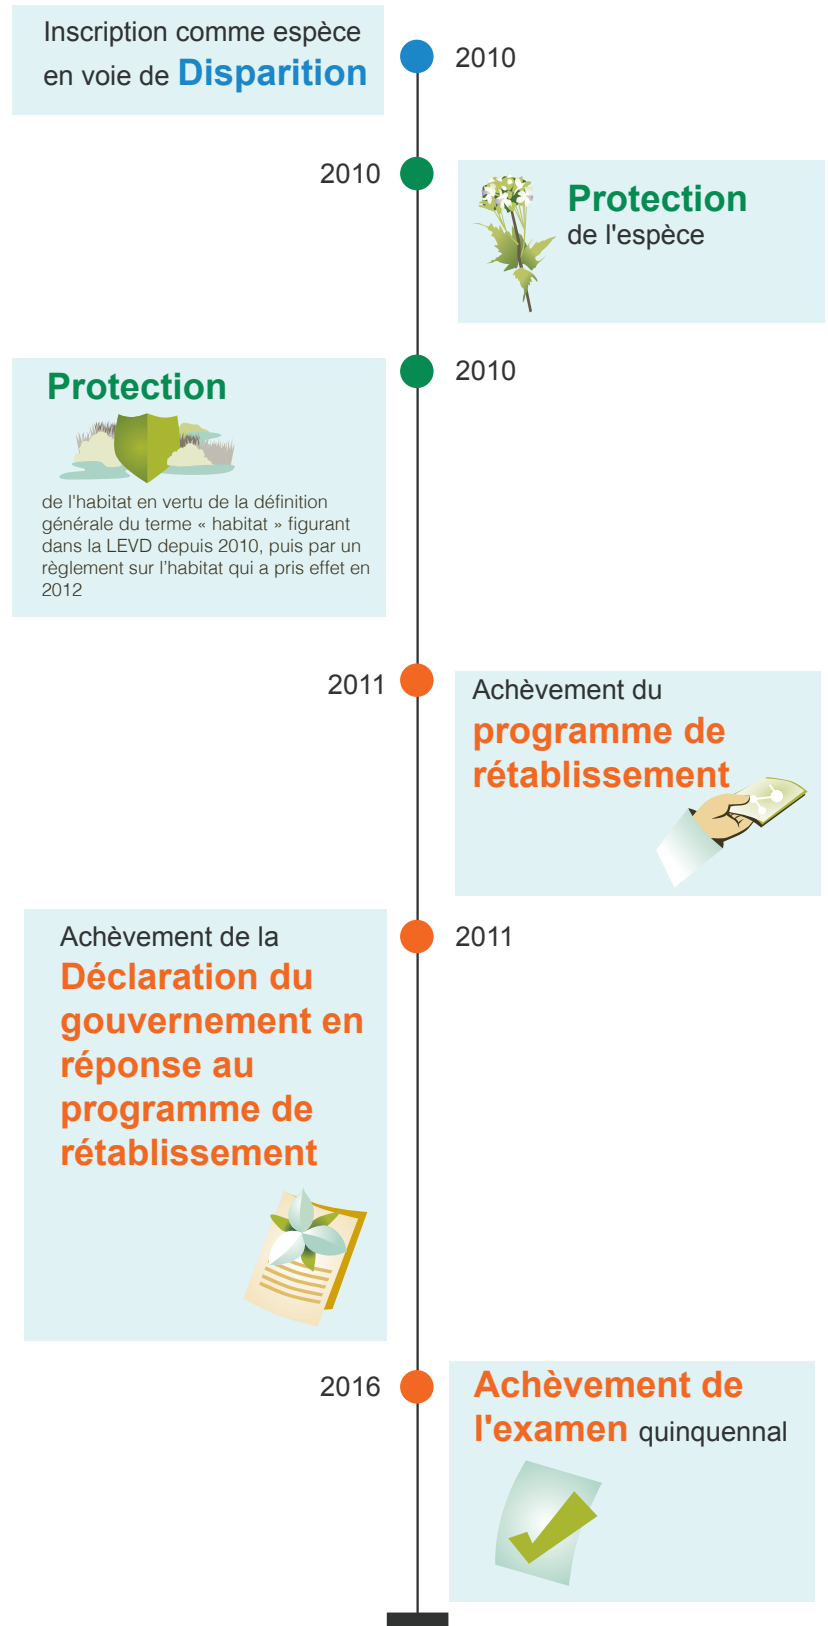 Inscription comme espèce
en voie de Disparition
2010
2010
Protection
de l'espèce
2010
Protection
de l'habitat en vertu de la définition
générale du terme « habitat » figurant
dans la LEVD depuis 2010, puis par un
règlement sur l’habitat qui a pris effet en
2012
2011
Achèvement du
programme de
rétablissement
2011
Achèvement de la
Déclaration du
gouvernement en
réponse au
programme de
rétablissement
2016
Achèvement de
l'examen quinquennal